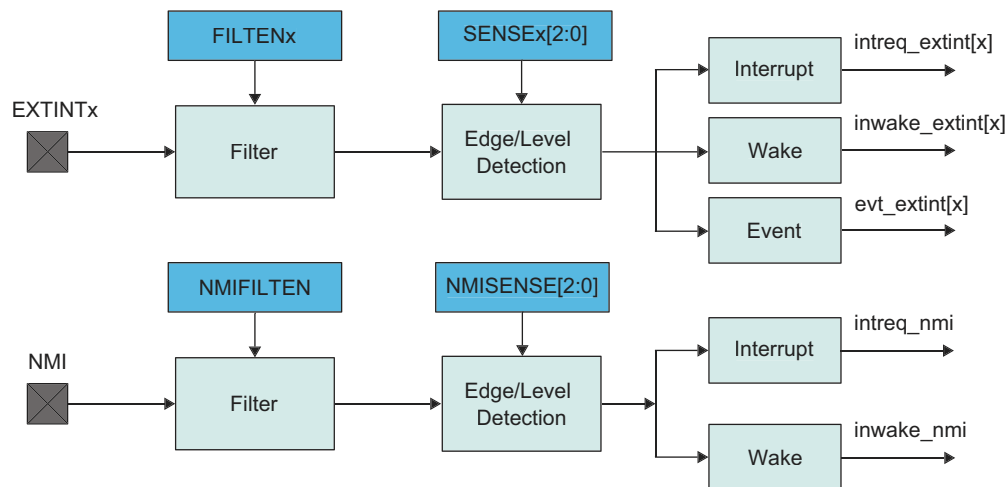 FILTENx
SENSEx[2:0]
intreq_extint[x]
Interrupt
EXTINTx
Filter
Edge/Level
Detection
inwake_extint[x]
Wake
evt_extint[x]
Event
NMIFILTEN
NMISENSE[2:0]
intreq_nmi
Interrupt
NMI
Filter
Edge/Level
Detection
inwake_nmi
Wake